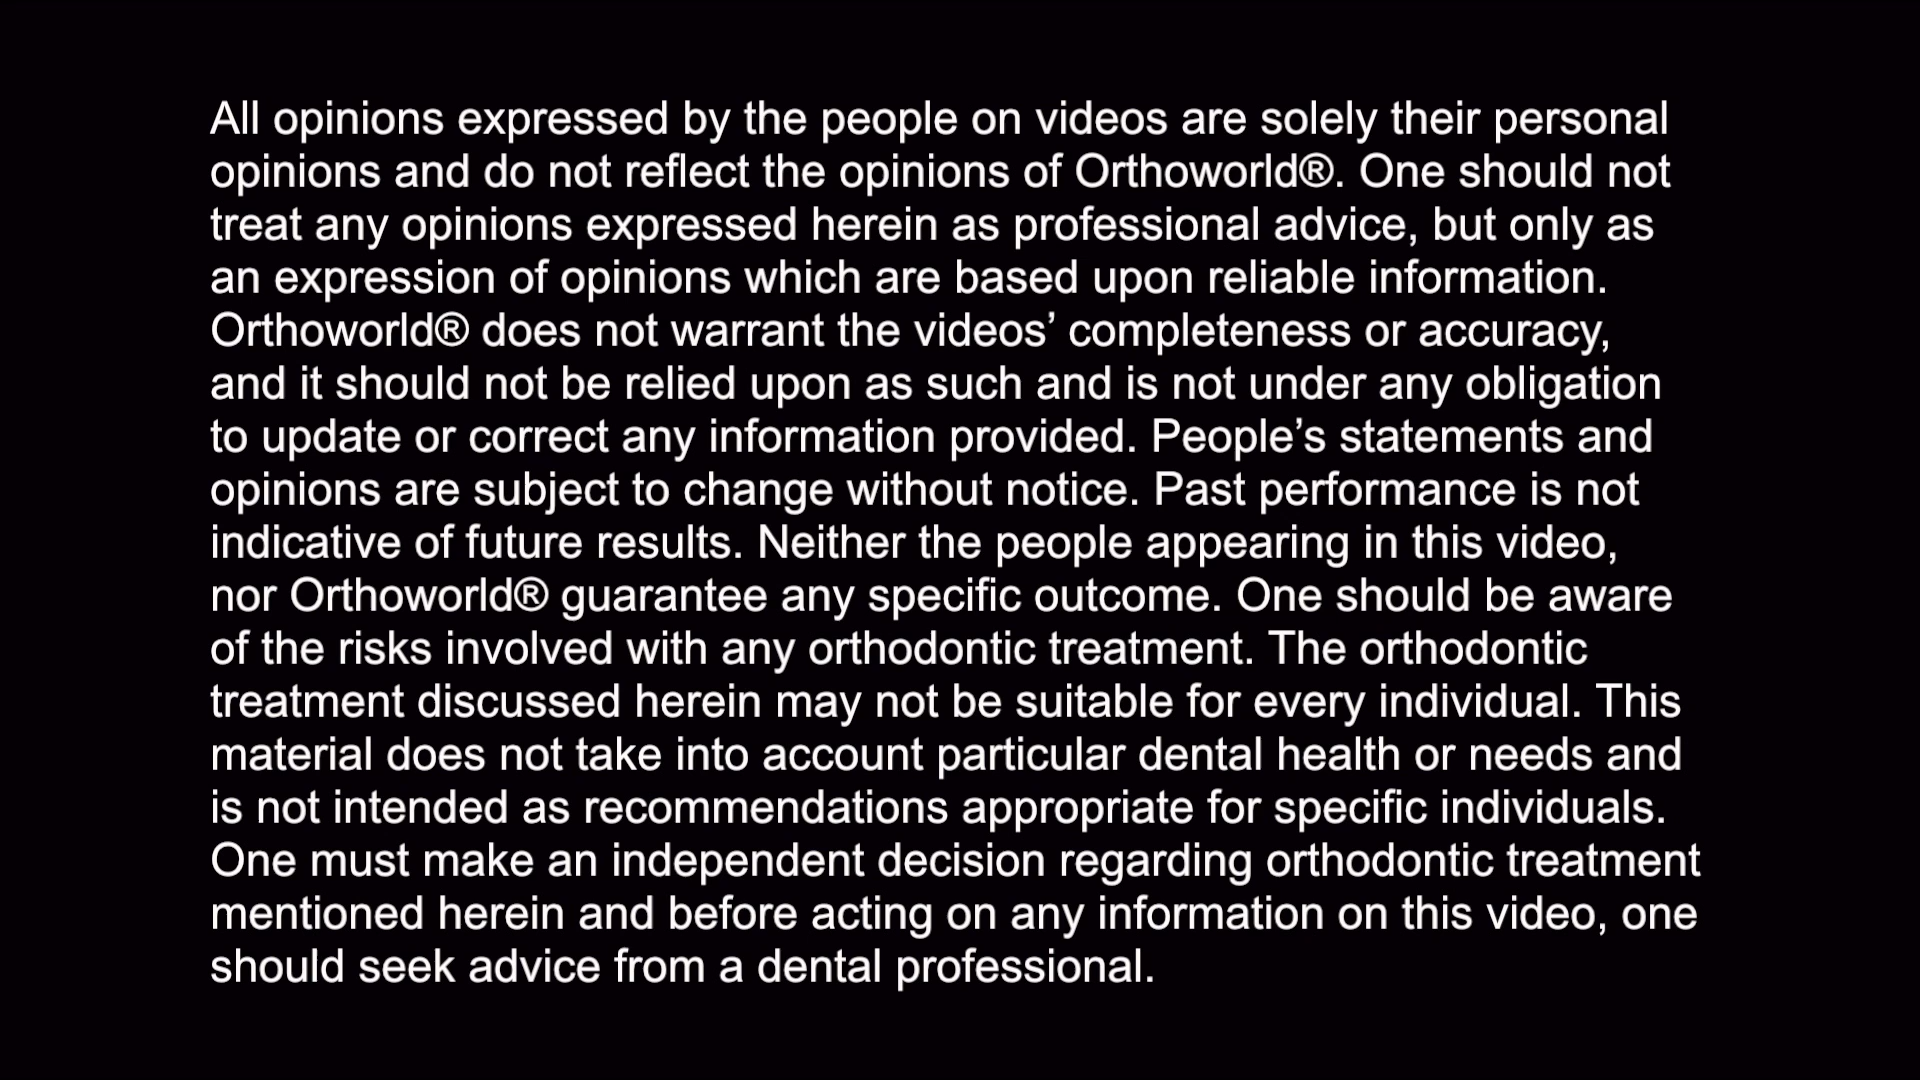 All opinions expressed by the people on videos are solely their personal
opinions and do not reflect the opinions of Orthoworld®. One should not
treat any opinions expressed herein as professional advice, but only as
an expression of opinions which are based upon reliable information.
Orthoworld® does not warrant the videos’ completeness or accuracy,
and it should not be relied upon as such and is not under any obligation
to update or correct any information provided. People’s statements and
opinions are subject to change without notice. Past performance is not
indicative of future results. Neither the people appearing in this video,
nor Orthoworld® guarantee any specific outcome. One should be aware
of the risks involved with any orthodontic treatment. The orthodontic
treatment discussed herein may not be suitable for every individual. This
material does not take into account particular dental health or needs and
is not intended as recommendations appropriate for specific individuals.
One must make an independent decision regarding orthodontic treatment
mentioned herein and before acting on any information on this video, one
should seek advice from a dental professional.